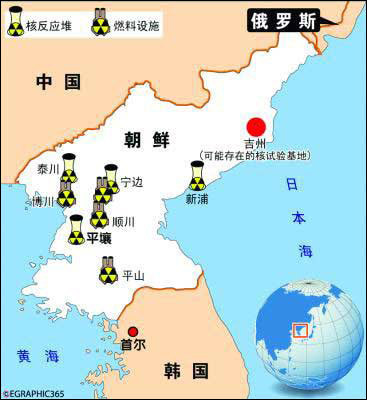 核反应堆
燃料设施
俄罗斯
中国
朝鲜
吉州
(可能存在的核试验基地)
泰川
宁边
博川
新浦
顺川
平壤
日本海
平山
首尔
黄海
韩国
©EGRAPHIC365